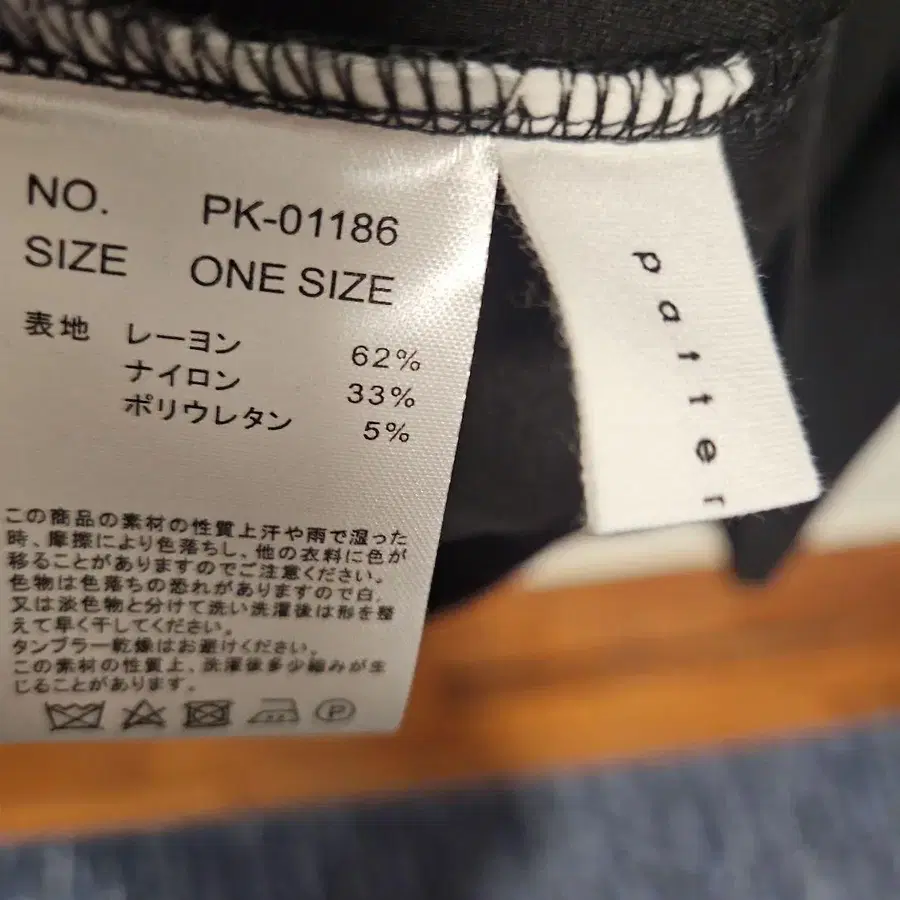 NO. PK-01186
SIZE ONE SIZE
表地 レーヨン 62%
ナイロン 33%
ポリウレタン 5%
この商品の素材の性質上汗や雨で湿った
時、摩擦により色落ちし、他の衣料に色が
移ることがありますのでご注意ください。
色物は色落ちの恐れがありますので白、
又は淡色物と分けて洗い洗濯後は形を整
えて早く干してください。
タンブラー乾燥はお避けください。
この素材の性質上、洗濯後多少縮みが生
じることがあります。
P
patter